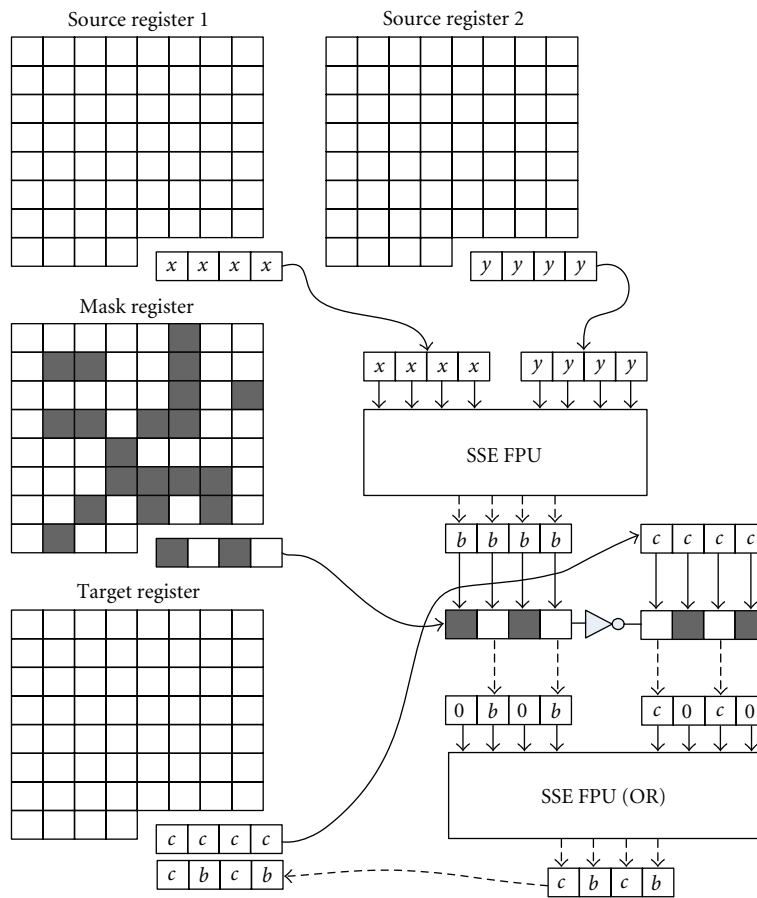 Source register 1
Source register 2
x x x x
y y y y
Mask register
x x x x
y y y y
SSE FPU
b b b b
c c c c
Target register
0 b 0 b
c 0 c 0
SSE FPU (OR)
c c c c
c b c b
c b c b